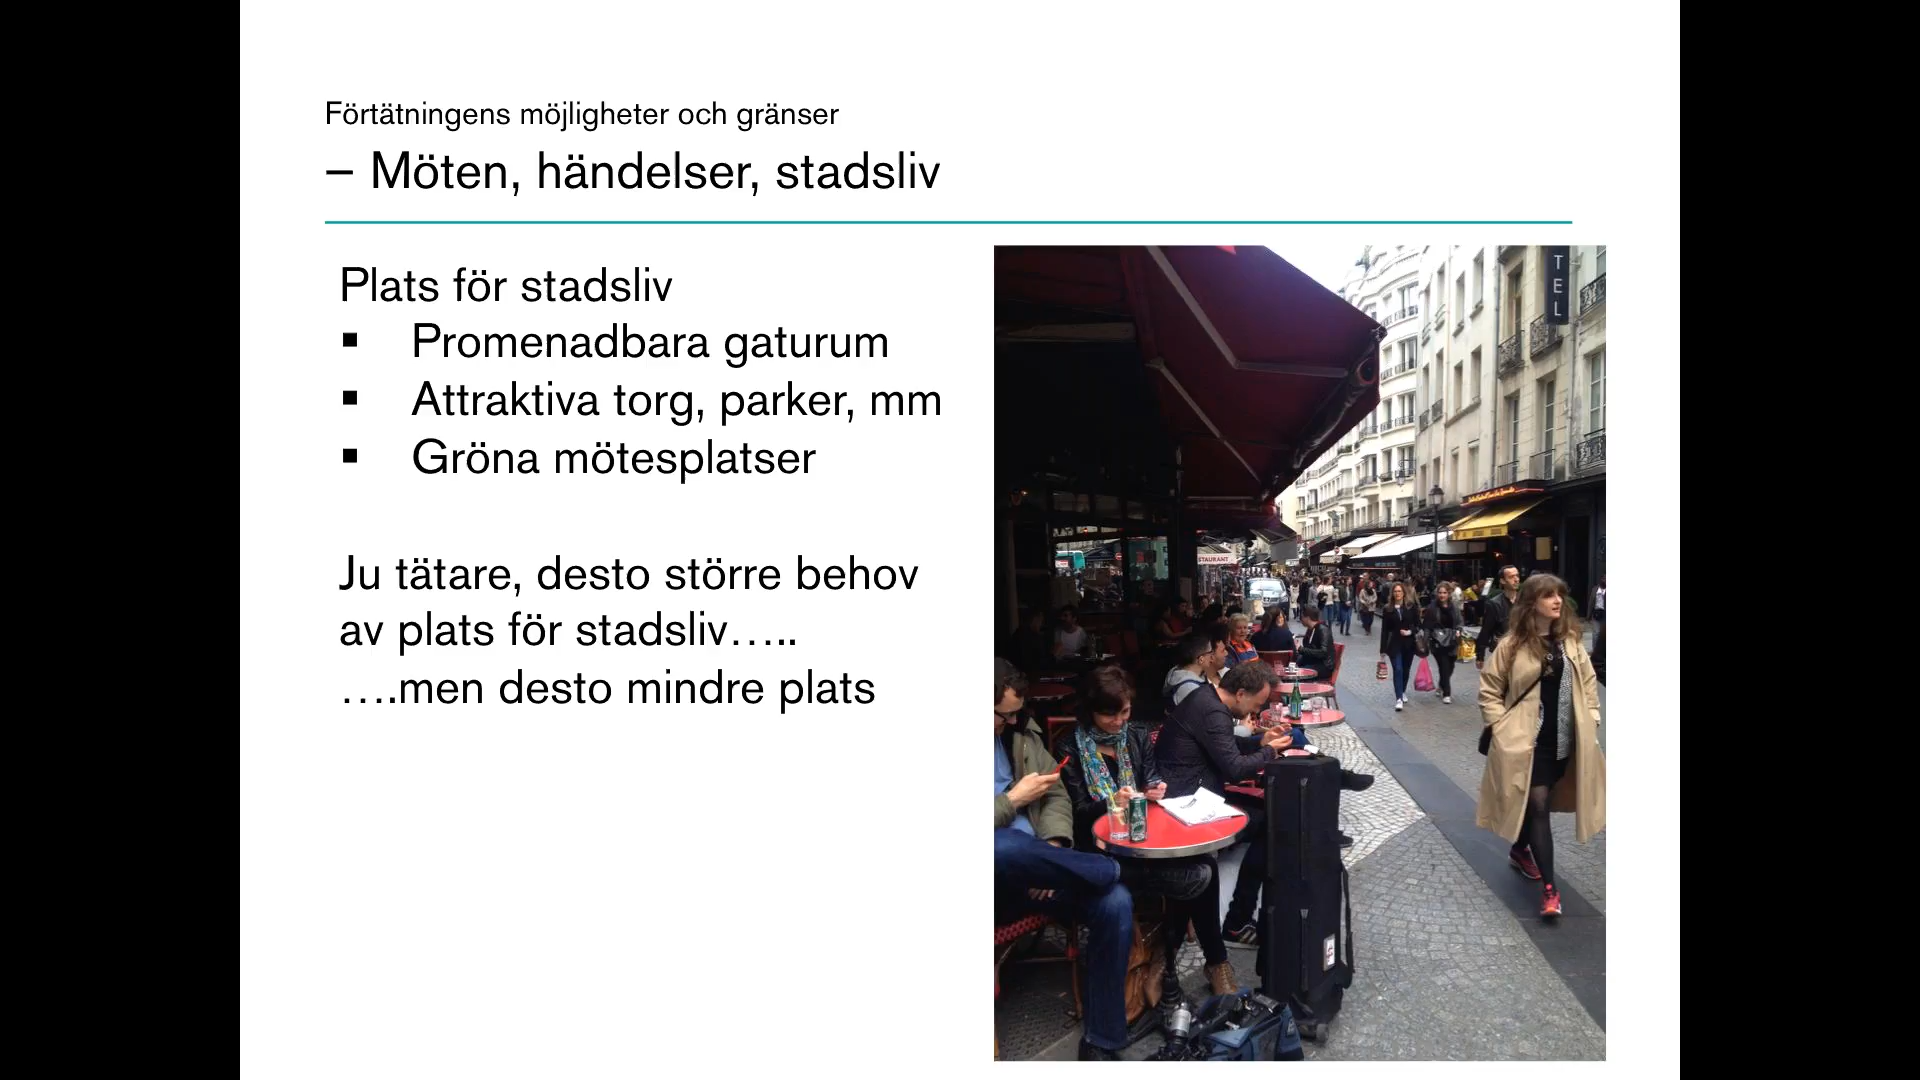 Förtätningens möjligheter och gränser
– Möten, händelser, stadsliv
Plats för stadsliv
▪ Promenadbara gaturum
▪ Attraktiva torg, parker, mm
▪ Gröna mötesplatser
Ju tätare, desto större behov
av plats för stadsliv…..
….men desto mindre plats
TEL
STAURANT